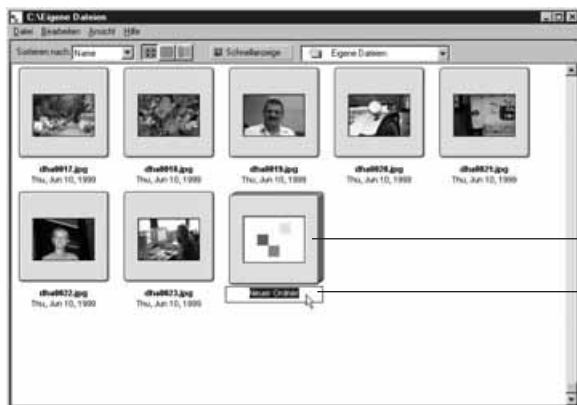 C:\Eigene Dateien
Datei Bearbeiten Ansicht Hilfe
Sortieren nach: Name Schnellanzeige Eigene Dateien
dha0017.jpg dha0018.jpg dha0019.jpg dha0020.jpg dha0021.jpg
Thu, Jun 10, 1999 Thu, Jun 10, 1999 Thu, Jun 10, 1999 Thu, Jun 10, 1999 Thu, Jun 10, 1999
dha0022.jpg dha0023.jpg Neuer Ordner
Thu, Jun 10, 1999 Thu, Jun 10, 1999